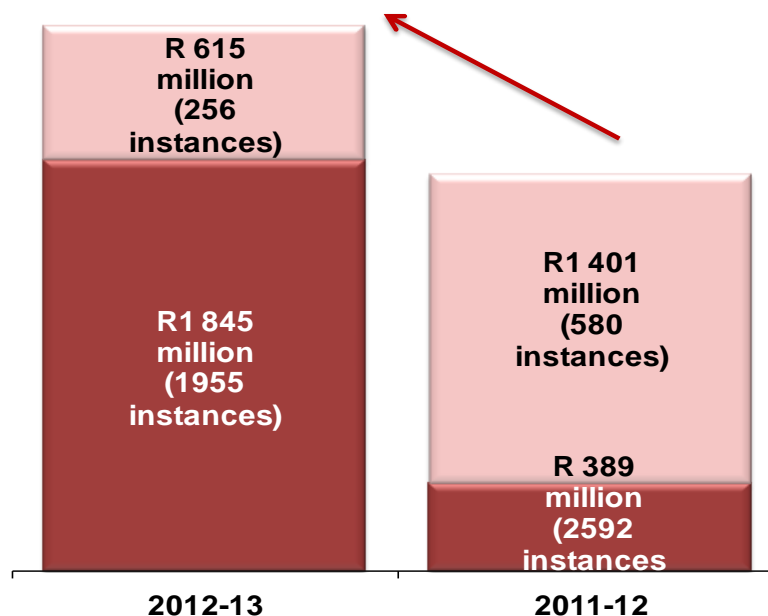 R 615
million
(256
instances)
R1 845
million
(1955
instances)
R1 401
million
(580
instances)
R 389
million
(2592
instances
2012-13
2011-12